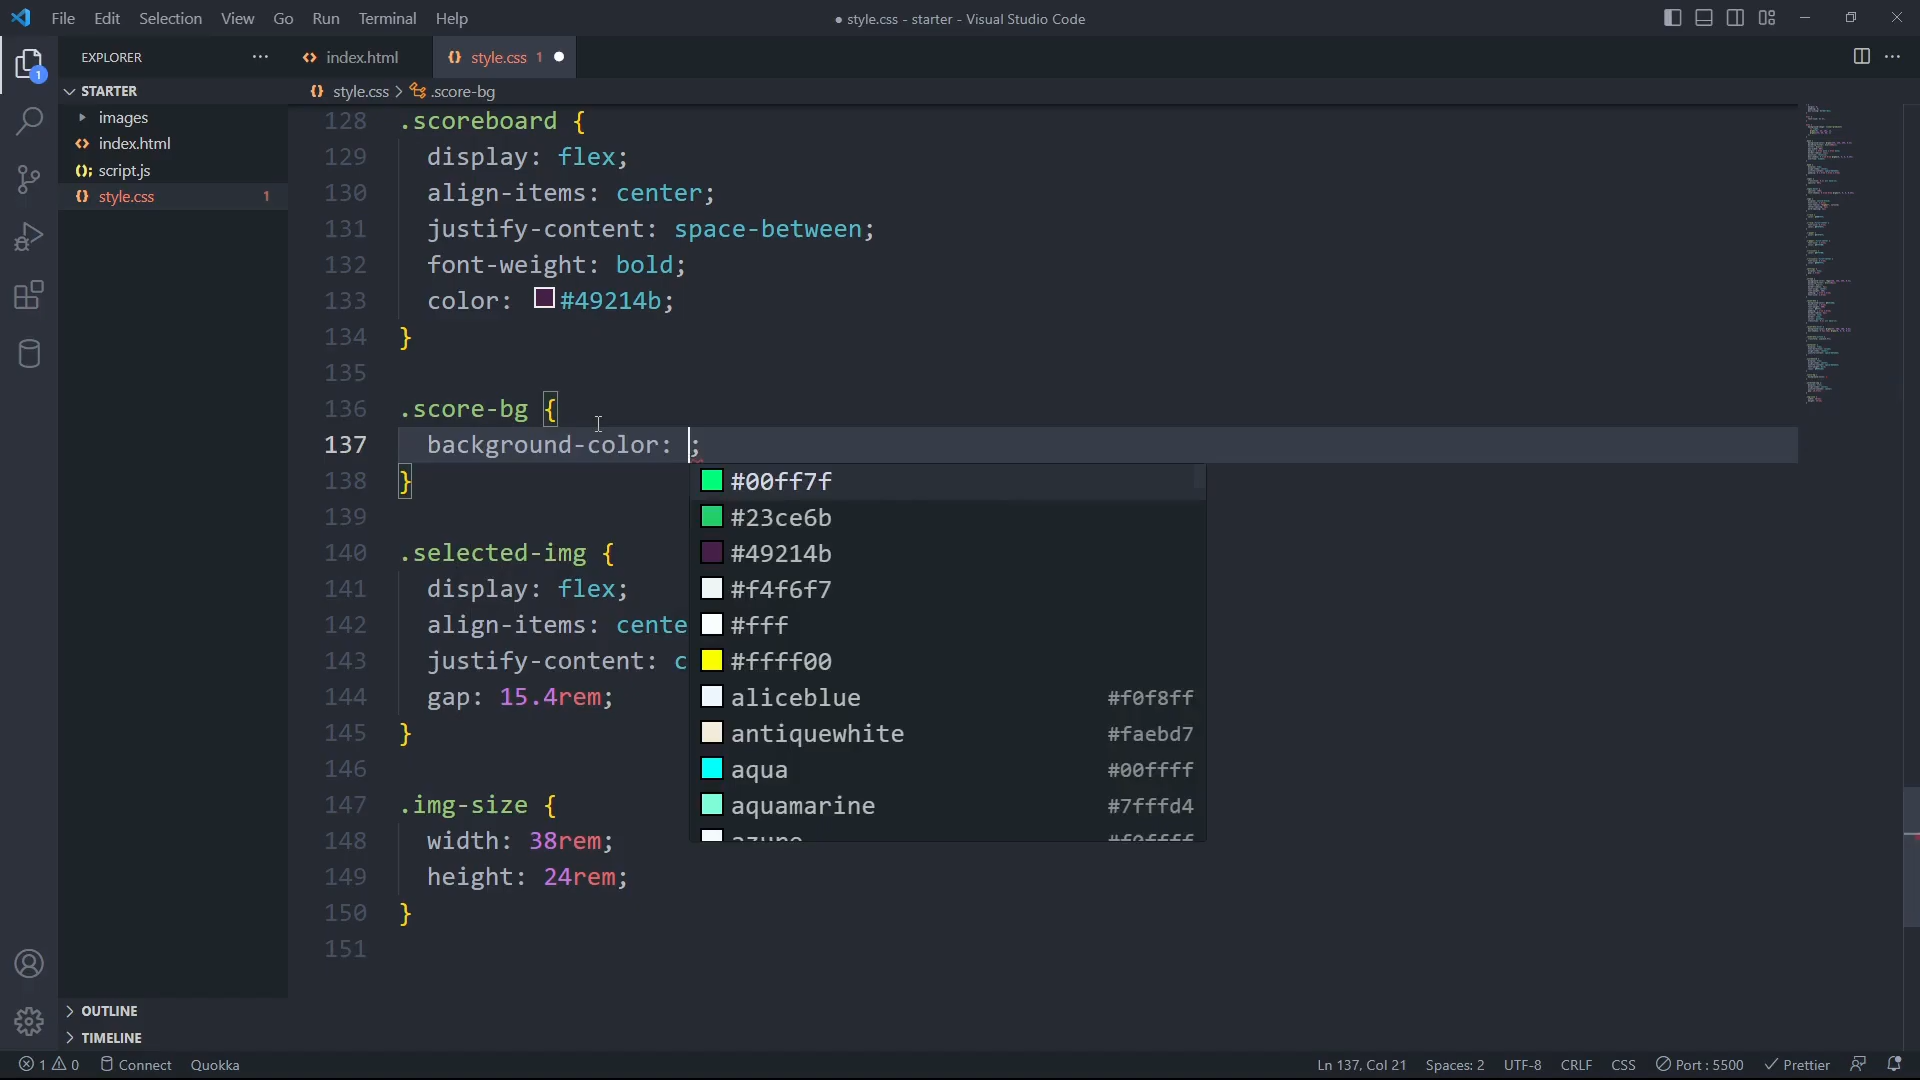 File Edit Selection View Go Run Terminal Help
● style.css - starter - Visual Studio Code
EXPLORER
index.html
style.css 1
STARTER
images
index.html
script.js
style.css 1
style.css > .score-bg
128 .scoreboard {
129 display: flex;
130 align-items: center;
131 justify-content: space-between;
132 font-weight: bold;
133 color: #49214b;
134 }
135
136 .score-bg {
137 background-color: ;
138 }
139
140 .selected-img {
141 display: flex;
142 align-items: cente
143 justify-content: c
144 gap: 15.4rem;
145 }
146
147 .img-size {
148 width: 38rem;
149 height: 24rem;
150 }
151
#00ff7f
#23ce6b
#49214b
#f4f6f7
#fff
#ffff00
aliceblue #f0f8ff
antiquewhite #faebd7
aqua #00ffff
aquamarine #7fffd4
azure #f0ffff
1
OUTLINE
TIMELINE
1 0 Connect Quokka
Ln 137, Col 21 Spaces: 2 UTF-8 CRLF CSS Port : 5500 Prettier